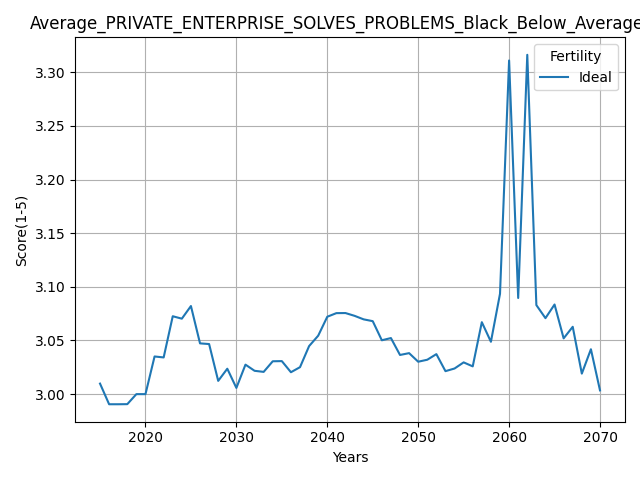 Average_PRIVATE_ENTERPRISE_SOLVES_PROBLEMS_Black_Below_Average
3.30
3.25
3.20
3.15
3.10
3.05
3.00
Score(1-5)
Fertility
Ideal
2020 2030 2040 2050 2060 2070
Years